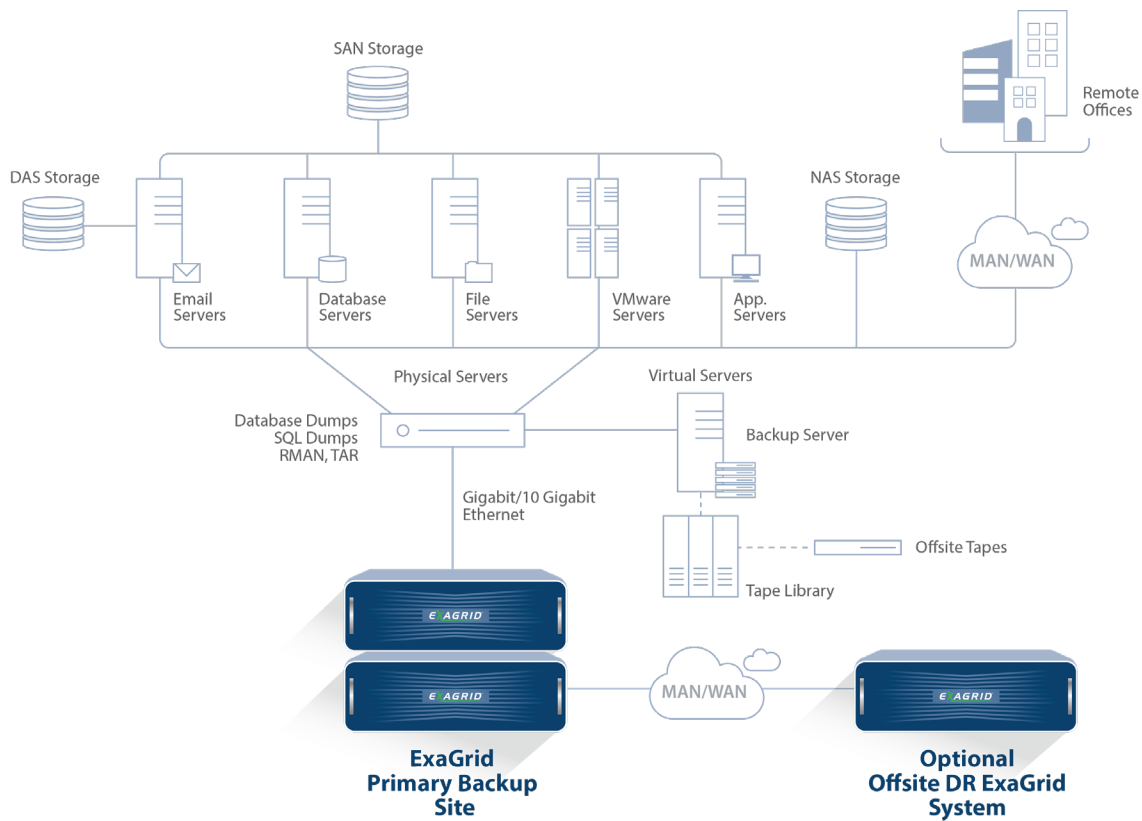 SAN Storage
Remote
Offices
DAS Storage
NAS Storage
MAN/WAN
Email
Servers
Database
Servers
File
Servers
VMware
Servers
App.
Servers
Physical Servers
Virtual Servers
Database Dumps
SQL Dumps
RMAN, TAR
Backup Server
Gigabit/10 Gigabit
Ethernet
Offsite Tapes
Tape Library
EXAGRID
EXAGRID
MAN/WAN
EXAGRID
ExaGrid
Primary Backup
Site
Optional
Offsite DR ExaGrid
System